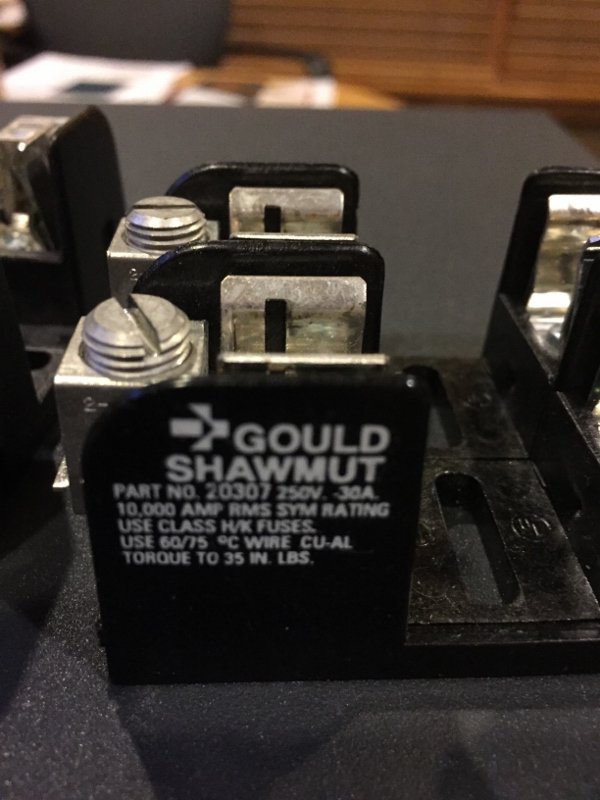 GOULD
SHAWMUT
PART NO. 20307 250V. -30A.
10,000 AMP RMS SYM RATING
USE CLASS H/K FUSES.
USE 60/75 °C WIRE CU-AL
TORQUE TO 35 IN. LBS.
2-